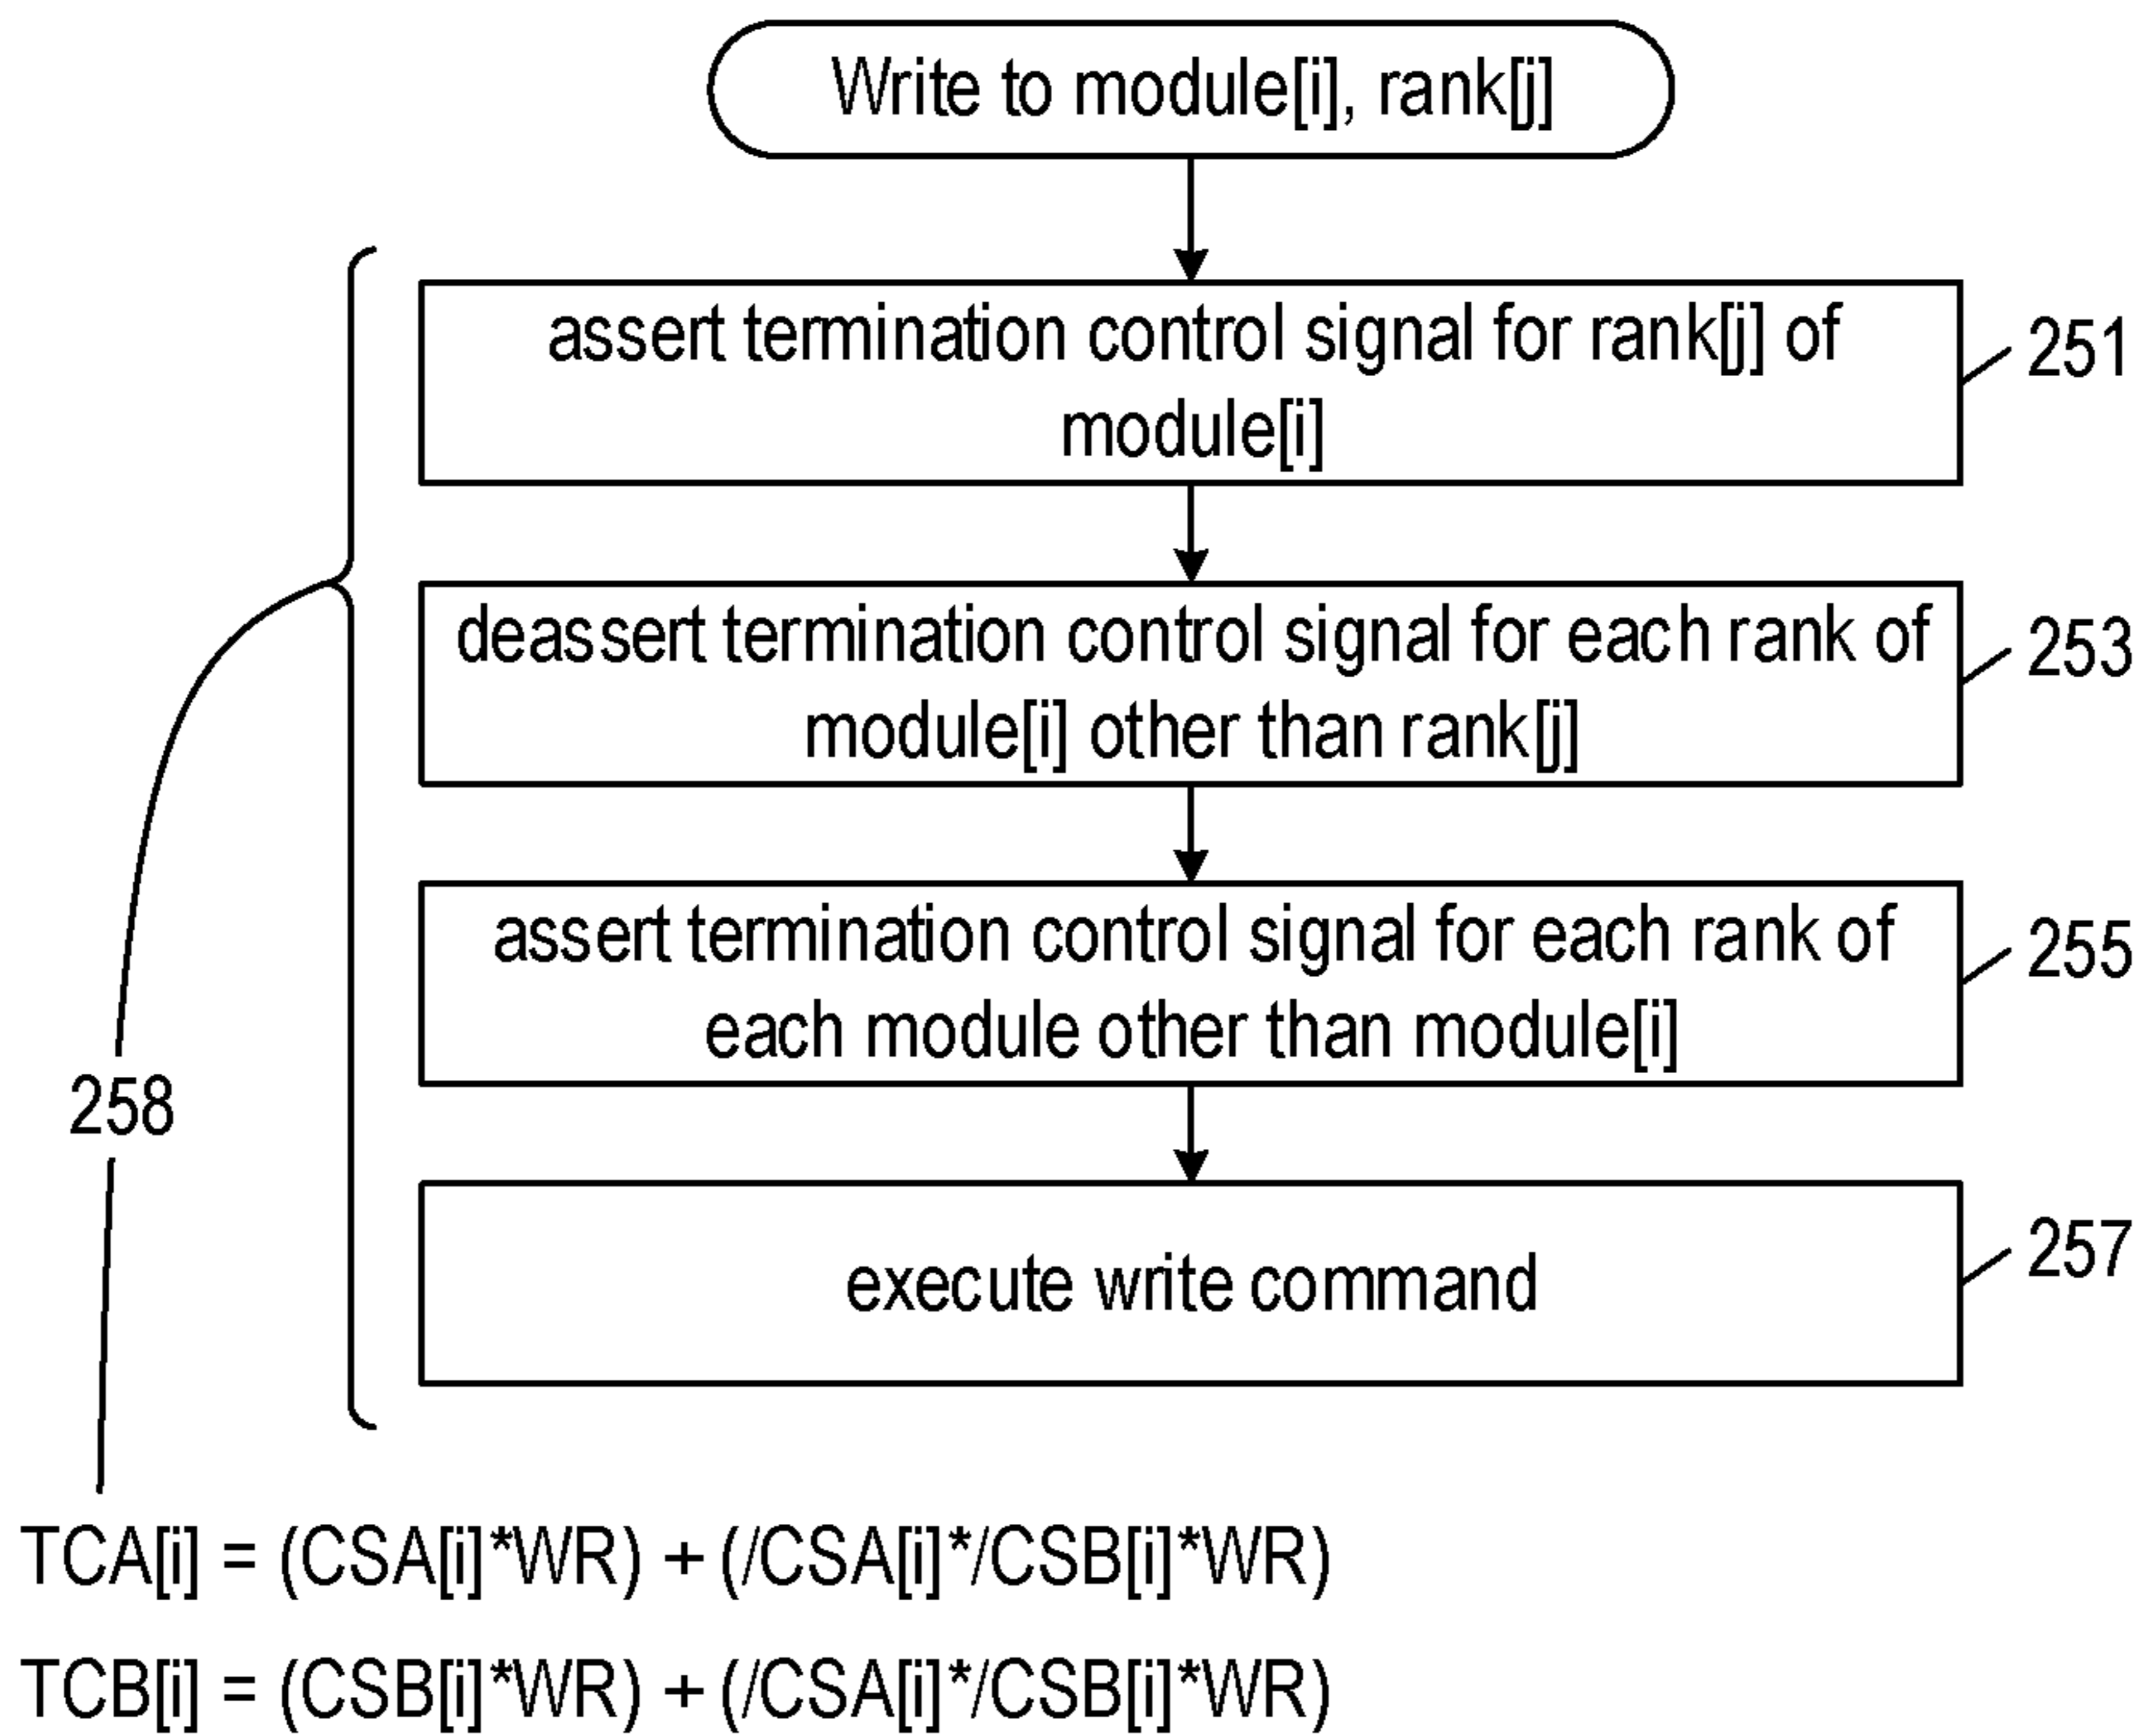 Write to module[i], rank[j]
assert termination control signal for rank[j] of
module[i]
251
deassert termination control signal for each rank of
module[i] other than rank[j]
253
assert termination control signal for each rank of
each module other than module[i]
255
258
execute write command
257
TCA[i] = (CSA[i]*WR) + (/CSA[i]*/CSB[i]*WR)
TCB[i] = (CSB[i]*WR) + (/CSA[i]*/CSB[i]*WR)